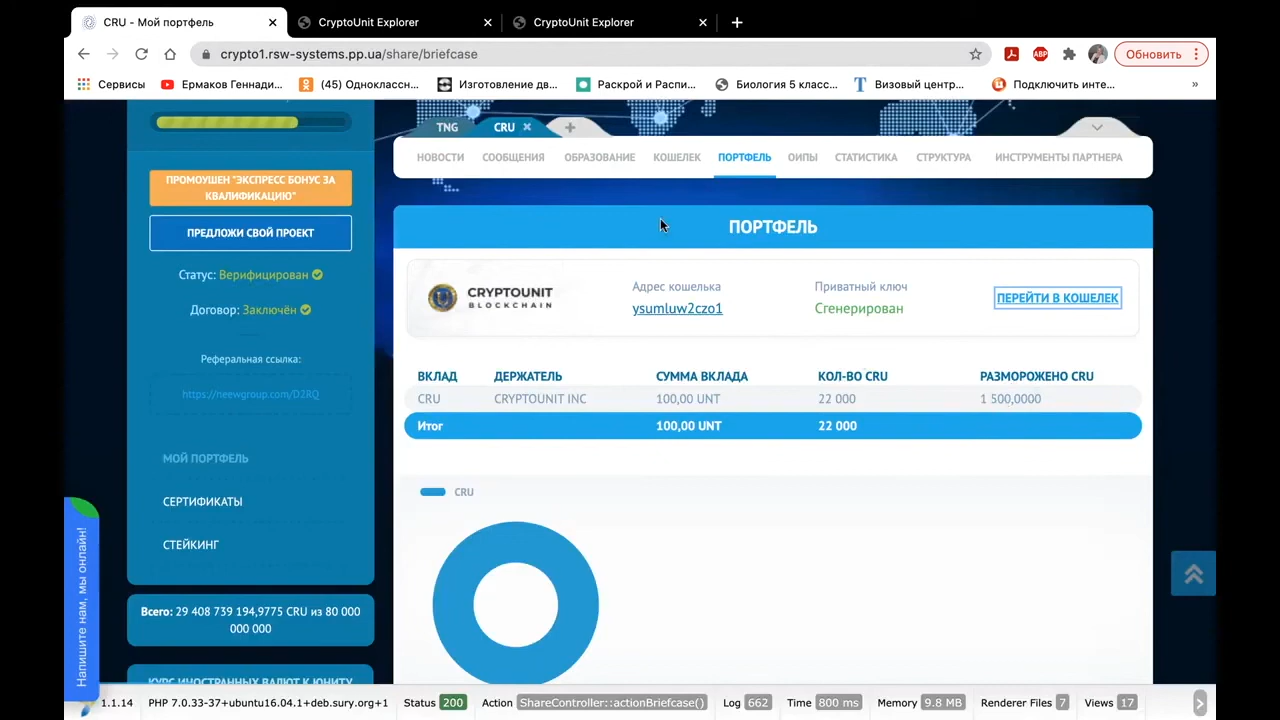 CRU - Мой портфель
CryptoUnit Explorer
CryptoUnit Explorer
crypto1.rsw-systems.pp.ua/share/briefcase
ABP
Обновить
Сервисы
Ермаков Геннади...
(45) Одноклассн...
Изготовление дв...
Раскрой и Распи...
Биология 5 класс...
Визовый центр...
Подключить инте...
»
TNG
CRU
НОВОСТИ
СООБЩЕНИЯ
ОБРАЗОВАНИЕ
КОШЕЛЕК
ПОРТФЕЛЬ
ОИПЫ
СТАТИСТИКА
СТРУКТУРА
ИНСТРУМЕНТЫ ПАРТНЕРА
ПРОМОУШЕН "ЭКСПРЕСС БОНУС ЗА
КВАЛИФИКАЦИЮ"
ПРЕДЛОЖИ СВОЙ ПРОЕКТ
Статус: Верифицирован
Договор: Заключён
Реферальная ссылка:
https://neewgroup.com/D2RQ
МОЙ ПОРТФЕЛЬ
СЕРТИФИКАТЫ
СТЕЙКИНГ
Всего: 29 408 739 194,9775 CRU из 80 000
000 000
КУРС ИНОСТРАННЫХ ВАЛЮТ К ЮНИТУ
Напишите нам, мы онлайн!
ПОРТФЕЛЬ
CRYPTOUNIT
BLOCKCHAIN
Адрес кошелька
ysumluw2czo1
Приватный ключ
Сгенерирован
ПЕРЕЙТИ В КОШЕЛЕК
ВКЛАД ДЕРЖАТЕЛЬ СУММА ВКЛАДА КОЛ-ВО CRU РАЗМОРОЖЕНО CRU
CRU CRYPTOUNIT INC 100,00 UNT 22 000 1 500,0000
Итог 100,00 UNT 22 000
CRU
1.1.14 PHP 7.0.33-37+ubuntu16.04.1+deb.sury.org+1 Status 200 Action ShareController::actionBriefcase() Log 662 Time 800 ms Memory 9.8 MB Renderer Files 7 Views 17